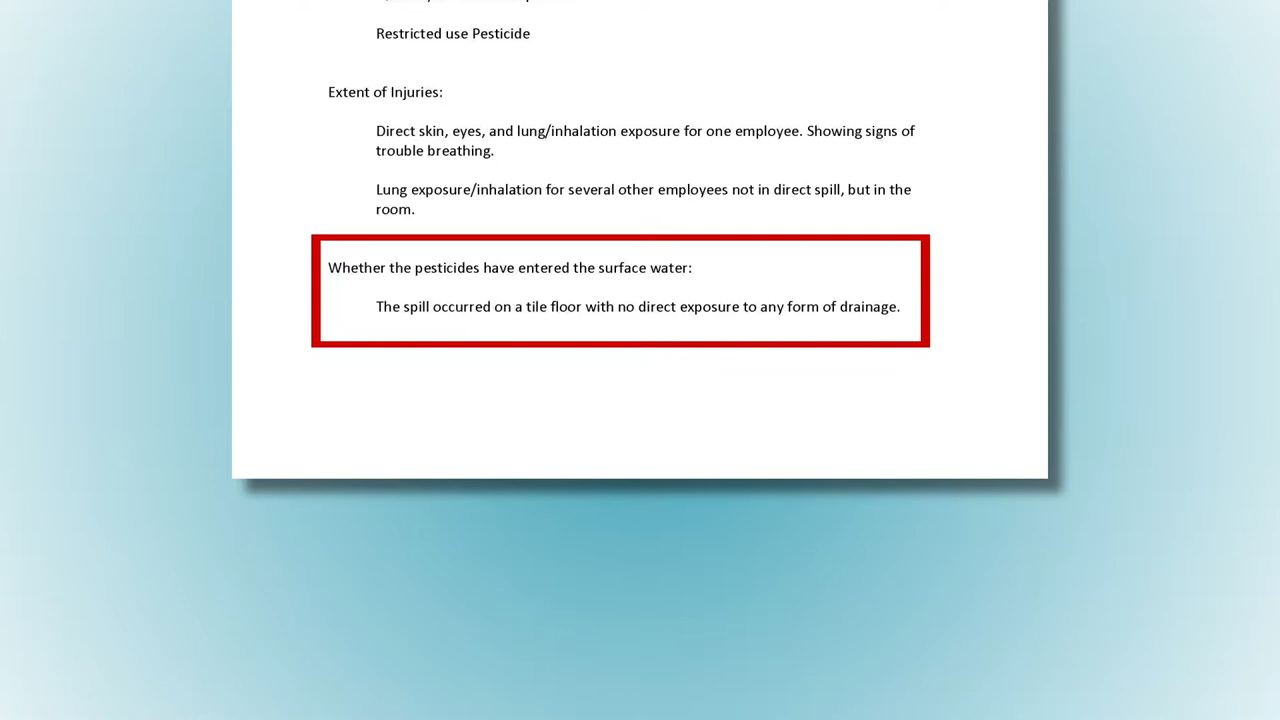 Restricted use Pesticide
Extent of Injuries:
Direct skin, eyes, and lung/inhalation exposure for one employee. Showing signs of
trouble breathing.
Lung exposure/inhalation for several other employees not in direct spill, but in the
room.
Whether the pesticides have entered the surface water:
The spill occurred on a tile floor with no direct exposure to any form of drainage.